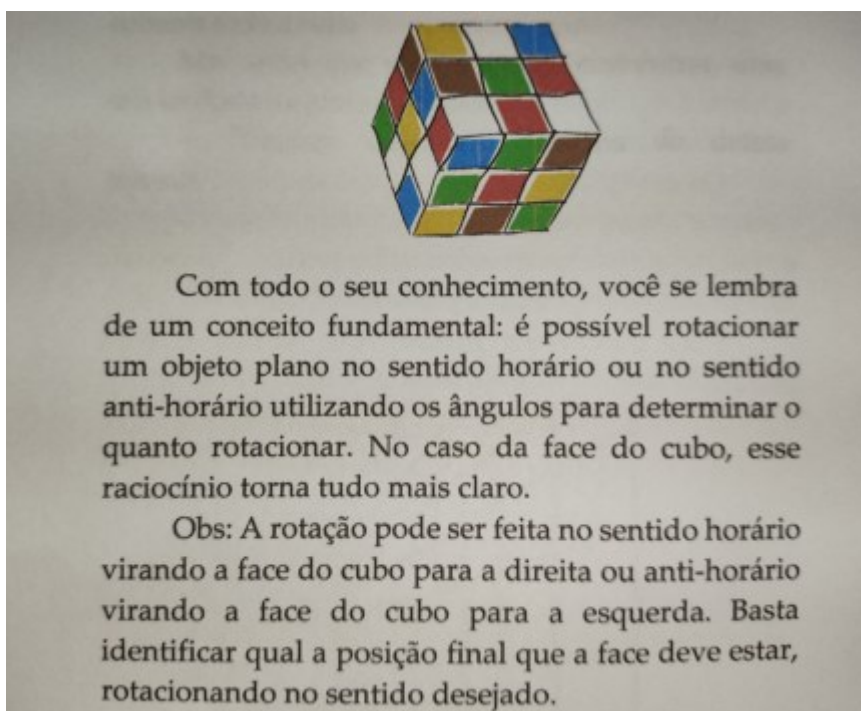 Com todo o seu conhecimento, você se lembra
de um conceito fundamental: é possível rotacionar
um objeto plano no sentido horário ou no sentido
anti-horário utilizando os ângulos para determinar o
quanto rotacionar. No caso da face do cubo, esse
raciocínio torna tudo mais claro.
Obs: A rotação pode ser feita no sentido horário
virando a face do cubo para a direita ou anti-horário
virando a face do cubo para a esquerda. Basta
identificar qual a posição final que a face deve estar,
rotacionando no sentido desejado.